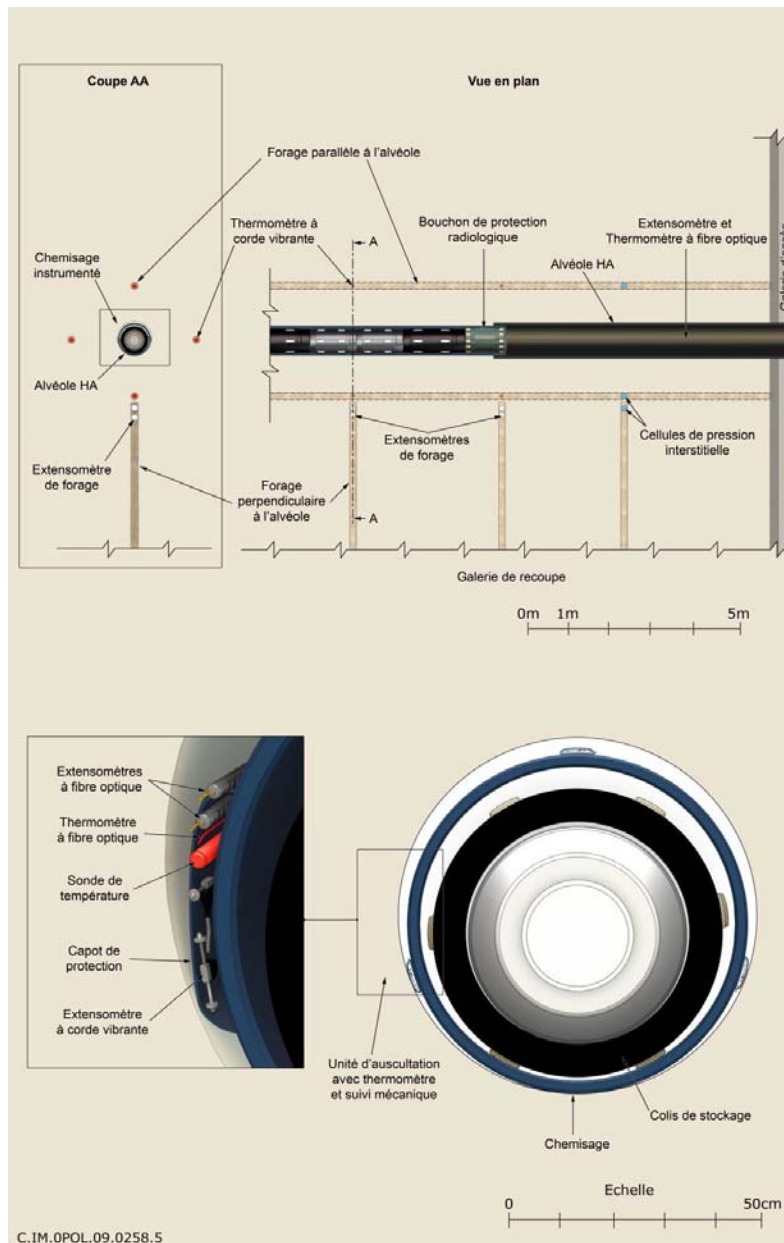 Coupe AA
Vue en plan
Forage parallèle à l'alvéole
Thermomètre à
corde vibrante
A
Bouchon de protection
radiologique
Extensomètre et
Thermomètre à fibre optique
Chemisage
instrumenté
Alvéole HA
Alvéole HA
Extensomètre
de forage
Extensomètres
de forage
Cellules de pression
interstitielle
Forage
perpendiculaire
à l'alvéole
A
Galerie de recoupe
0m 1m 5m
Extensomètres
à fibre optique
Thermomètre
à fibre optique
Sonde de
température
Capot de
protection
Extensomètre
à corde vibrante
Unité d'auscultation
avec thermomètre
et suivi mécanique
Colis de stockage
Chemisage
Echelle
0 50cm
C.IM.0POL.09.0258.5